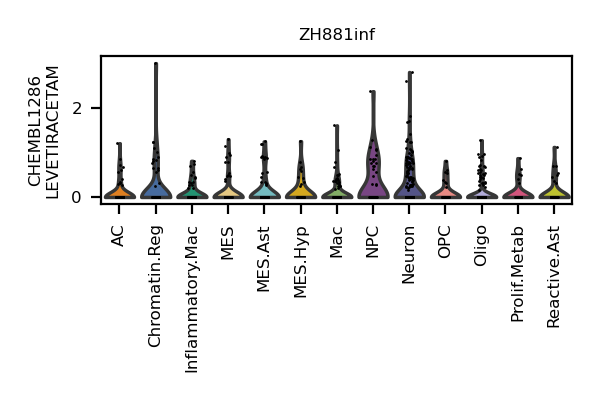 ZH881inf
CHEMBL1286
LEVETIRACETAM
2
0
AC
Chromatin.Reg
Inflammatory.Mac
MES
MES.Ast
MES.Hyp
Mac
NPC
Neuron
OPC
Oligo
Prolif.Metab
Reactive.Ast